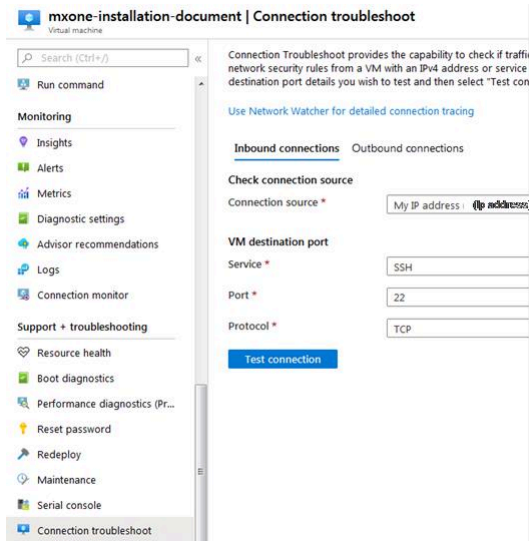 mxone-installation-document | Connection troubleshoot
Virtual machine
Search (Ctrl+/)
«
Run command
Monitoring
Insights
Alerts
Metrics
Diagnostic settings
Advisor recommendations
Logs
Connection monitor
Support + troubleshooting
Resource health
Boot diagnostics
Performance diagnostics (Pr...
Reset password
Redeploy
Maintenance
Serial console
Connection troubleshoot
Connection Troubleshoot provides the capability to check if traffi
network security rules from a VM with an IPv4 address or service
destination port details you wish to test and then select "Test con
Use Network Watcher for detailed connection tracing
Inbound connections Outbound connections
Check connection source
Connection source * My IP address (Ip address)
VM destination port
Service * SSH
Port * 22
Protocol * TCP
Test connection